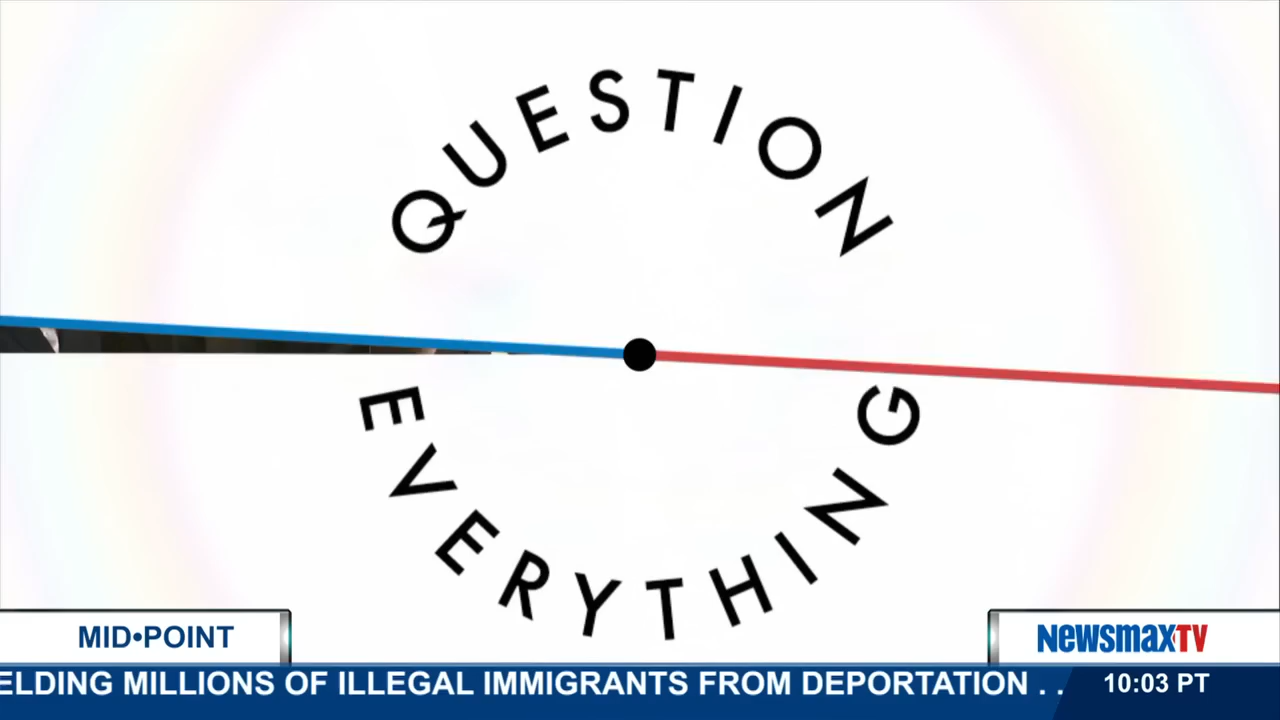 QUESTION
EVERYTHING
MID•POINT
NEWSMAXTV
ELDING MILLIONS OF ILLEGAL IMMIGRANTS FROM DEPORTATION . . 
10:03 PT